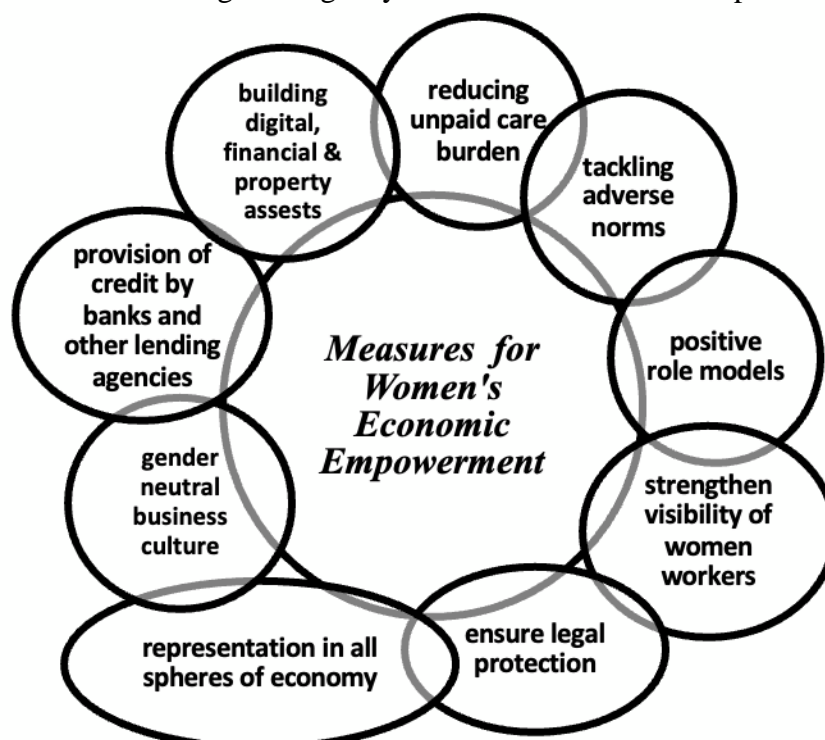 building
digital,
financial &
property
assests
reducing
unpaid care
burden
tackling
adverse
norms
positive
role models
strengthen
visibility of
women
workers
ensure legal
protection
representation in all
spheres of economy
gender
neutral
business
culture
provision of
credit by
banks and
other lending
agencies
Measures for
Women's
Economic
Empowerment